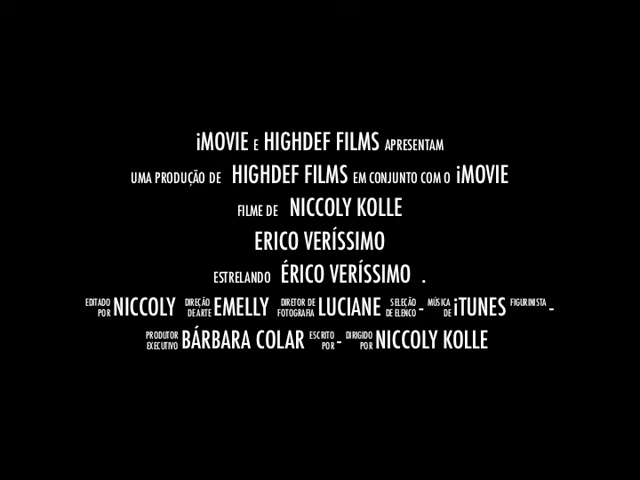 iMOVIE E HIGHDEF FILMS APRESENTAM
UMA PRODUÇÃO DE HIGHDEF FILMS EM CONJUNTO COM O iMOVIE
FILME DE NICCOLY KOLLE
ERICO VERÍSSIMO
ESTRELANDO ÉRICO VERÍSSIMO .
EDITADO POR NICCOLY DIREÇÃO DE ARTE EMELLY DIRETOR DE FOTOGRAFIA LUCIANE SELEÇÃO DE ELENCO - MÚSICA DE iTUNES FIGURINISTA -
PRODUTOR EXECUTIVO BÁRBARA COLAR ESCRITO POR - DIRIGIDO POR NICCOLY KOLLE